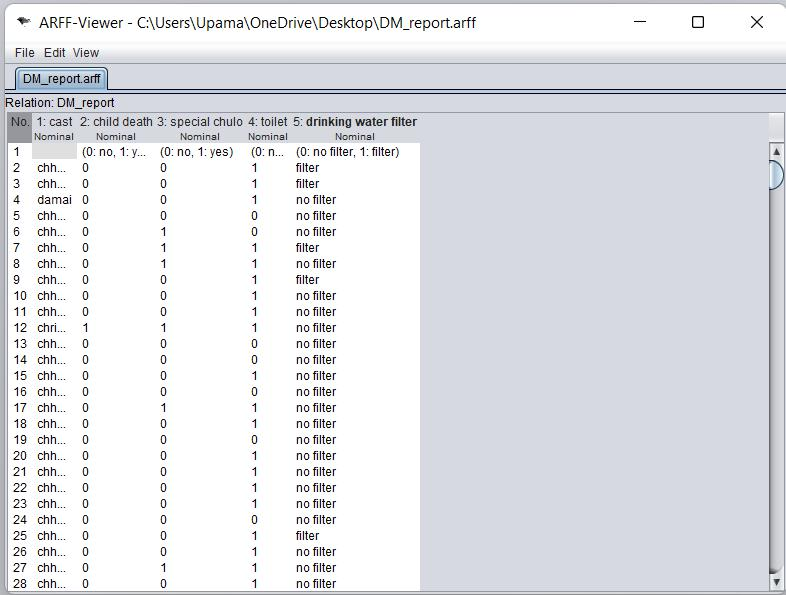 ARFF-Viewer - C:\Users\Upama\OneDrive\Desktop\DM_report.arff
File Edit View
DM_report.arff
Relation: DM_report
No. 1: cast 2: child death 3: special chulo 4: toilet 5: drinking water filter
Nominal Nominal Nominal Nominal Nominal
1 (0: no, 1: y... (0: no, 1: yes) (0: n... (0: no filter, 1: filter)
2 chh... 0 0 1 filter
3 chh... 0 0 1 filter
4 damai 0 0 1 no filter
5 chh... 0 0 0 no filter
6 chh... 0 1 0 no filter
7 chh... 0 1 1 filter
8 chh... 0 1 1 no filter
9 chh... 0 0 1 filter
10 chh... 0 0 1 no filter
11 chh... 0 0 1 no filter
12 chri... 1 1 1 no filter
13 chh... 0 0 0 no filter
14 chh... 0 0 0 no filter
15 chh... 0 0 1 no filter
16 chh... 0 0 0 no filter
17 chh... 0 1 1 no filter
18 chh... 0 0 1 no filter
19 chh... 0 0 0 no filter
20 chh... 0 0 1 no filter
21 chh... 0 0 1 no filter
22 chh... 0 0 1 no filter
23 chh... 0 0 1 no filter
24 chh... 0 0 0 no filter
25 chh... 0 0 1 filter
26 chh... 0 0 1 no filter
27 chh... 0 1 1 no filter
28 chh... 0 0 1 no filter